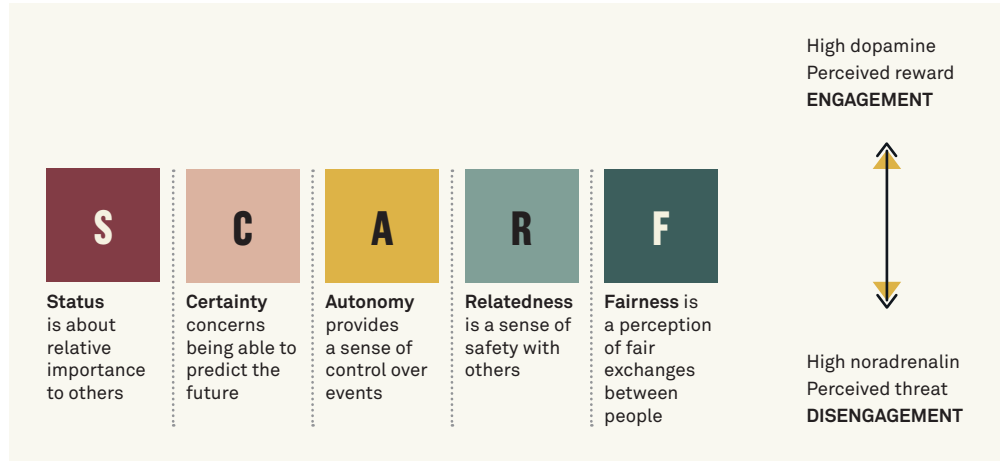 S
Status
is about
relative
importance
to others
C
Certainty
concerns
being able to
predict the
future
A
Autonomy
provides
a sense of
control over
events
R
Relatedness
is a sense of
safety with
others
F
Fairness is
a perception
of fair
exchanges
between
people
High dopamine
Perceived reward
ENGAGEMENT
High noradrenalin
Perceived threat
DISENGAGEMENT